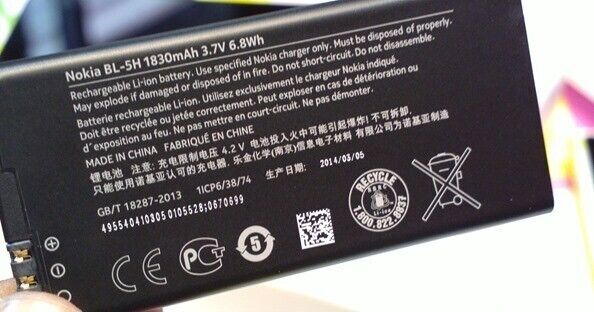 Nokia BL-5H 1830mAh 3.7V 6.8Wh
Rechargeable Li-ion battery. Use specified Nokia charger only. Must be disposed of properly.
May explode if damaged or disposed of in fire. Do not short-circuit.
Batterie rechargeable Li-ion. Utilisez exclusivement le chargeur Nokia spécifié.
Doit être recyclée ou jetée correctement. Peut exploser en cas de détérioration ou
d'exposition au feu. Ne pas mettre en court-circuit. Ne pas démonter.
MADE IN CHINA / FABRIQUÉ EN CHINE
锂电池 注意: 充电限制电压 4.2 V 电池投入火中可能引起爆炸! 不可拆卸.
只能使用诺基亚认可的充电器. 乐金化学(南京)信息电子材料 有限公司为诺基亚制造
GB/T 18287-2013 1ICP6/38/74 生产日期: 2014/03/05
4955404103050105528;0670699
RECYCLE
Li-ion
1.800.822.8837
5
CE